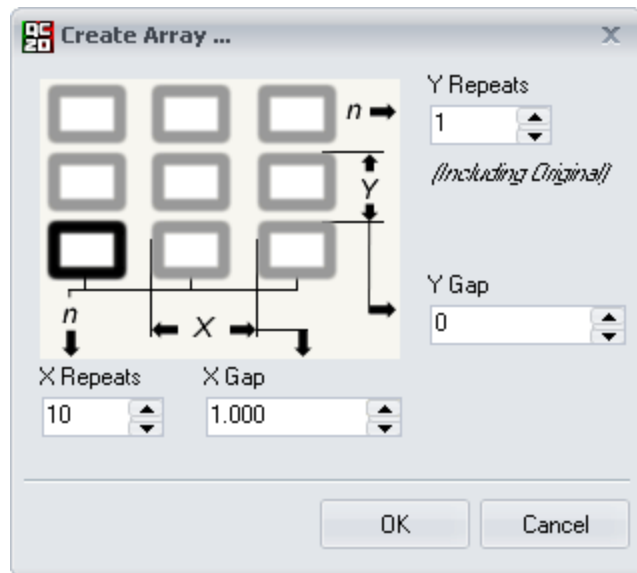 Create Array ...
Y Repeats
n
1
(Including Original)
Y
Y Gap
0
n
X
X Repeats
X Gap
10
1.000
OK
Cancel